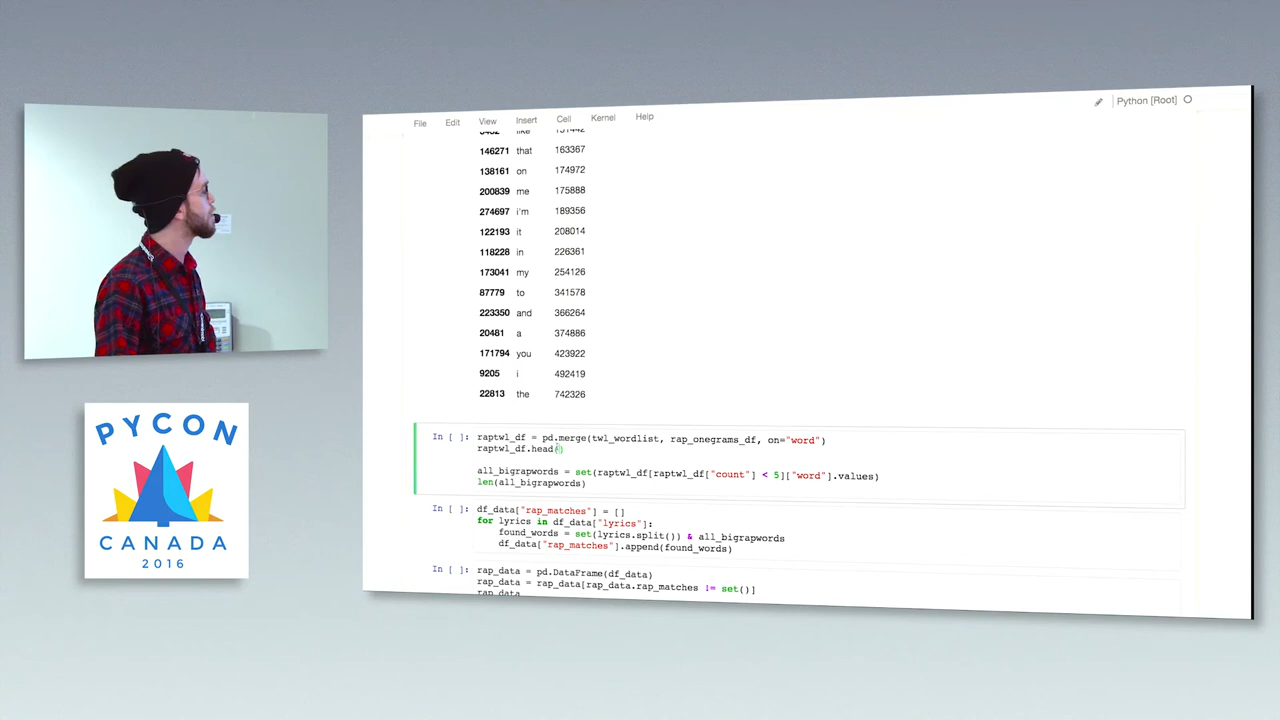 Python [Root]
File Edit View Insert Cell Kernel Help
like 151442
146271 that 163367
138161 on 174972
200839 me 175888
274697 i'm 189356
122193 it 208014
118228 in 226361
173041 my 254126
87779 to 341578
223350 and 366264
20481 a 374886
171794 you 423922
9205 i 492419
22813 the 742326
In [ ]: raptwl_df = pd.merge(twl_wordlist, rap_onegrams_df, on="word")
raptwl_df.head()
all_bigrapwords = set(raptwl_df[raptwl_df["count"] < 5]["word"].values)
len(all_bigrapwords)
In [ ]: df_data["rap_matches"] = []
for lyrics in df_data["lyrics"]:
found_words = set(lyrics.split()) & all_bigrapwords
df_data["rap_matches"].append(found_words)
In [ ]: rap_data = pd.DataFrame(df_data)
rap_data = rap_data[rap_data.rap_matches != set()]
rap_data
PYCON
CANADA
2016